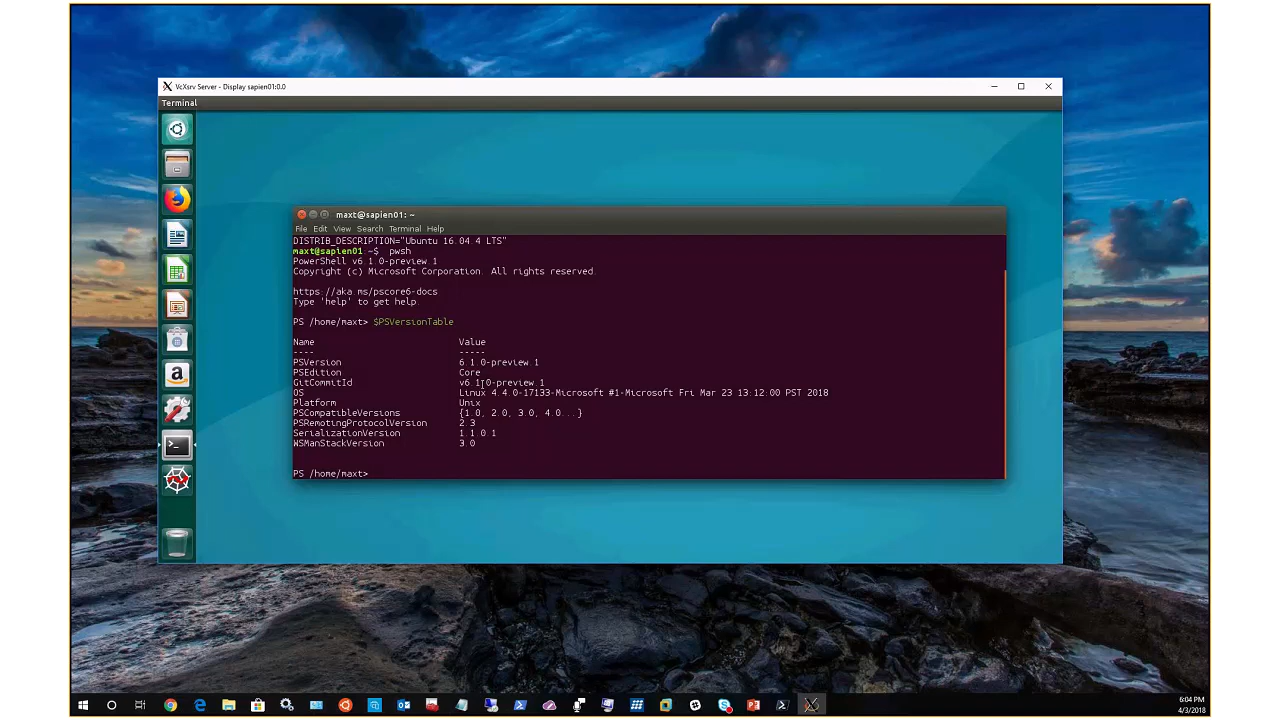 VcXsrv Server - Display sapien01:0.0
Terminal
maxt@sapien01: ~
File Edit View Search Terminal Help
DISTRIB_DESCRIPTION="Ubuntu 16.04.4 LTS"
maxt@sapien01:~$ pwsh
PowerShell v6.1.0-preview.1
Copyright (c) Microsoft Corporation. All rights reserved.
https://aka.ms/pscore6-docs
Type 'help' to get help.
PS /home/maxt> $PSVersionTable
Name Value
---- -----
PSVersion 6.1.0-preview.1
PSEdition Core
GitCommitId v6.1.0-preview.1
OS Linux 4.4.0-17133-Microsoft #1-Microsoft Fri Mar 23 13:12:00 PST 2018
Platform Unix
PSCompatibleVersions {1.0, 2.0, 3.0, 4.0...}
PSRemotingProtocolVersion 2.3
SerializationVersion 1.1.0.1
WSManStackVersion 3.0
PS /home/maxt>
6:04 PM
4/3/2018